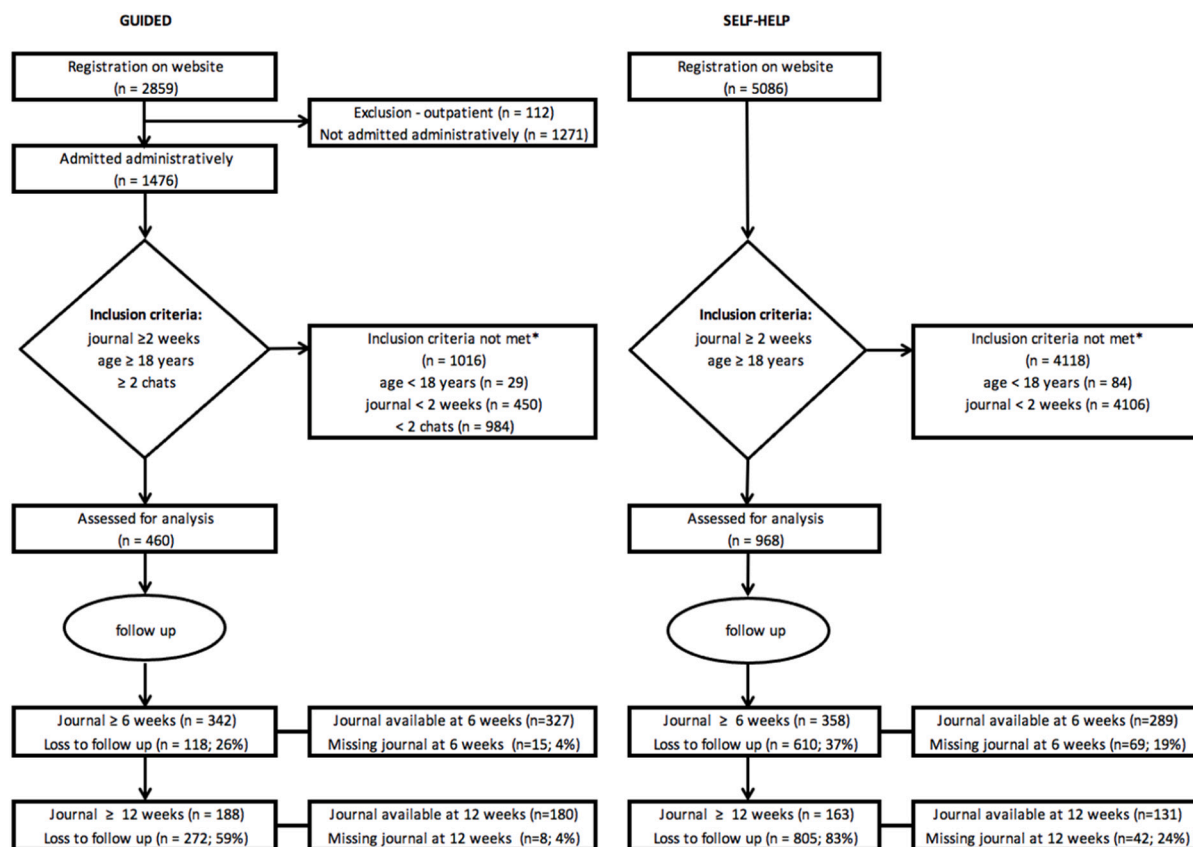 GUIDED
Registration on website
(n = 2859)
Exclusion - outpatient (n = 112)
Not admitted administratively (n = 1271)
Admitted administratively
(n = 1476)
Inclusion criteria:
journal ≥2 weeks
age ≥ 18 years
≥ 2 chats
Inclusion criteria not met*
(n = 1016)
age < 18 years (n = 29)
journal < 2 weeks (n = 450)
< 2 chats (n = 984)
Assessed for analysis
(n = 460)
follow up
Journal ≥ 6 weeks (n = 342)
Loss to follow up (n = 118; 26%)
Journal available at 6 weeks (n=327)
Missing journal at 6 weeks (n=15; 4%)
Journal ≥ 12 weeks (n = 188)
Loss to follow up (n = 272; 59%)
Journal available at 12 weeks (n=180)
Missing journal at 12 weeks (n=8; 4%)
SELF-HELP
Registration on website
(n = 5086)
Inclusion criteria:
journal ≥ 2 weeks
age ≥ 18 years
Inclusion criteria not met*
(n = 4118)
age < 18 years (n = 84)
journal < 2 weeks (n = 4106)
Assessed for analysis
(n = 968)
follow up
Journal ≥ 6 weeks (n = 358)
Loss to follow up (n = 610; 37%)
Journal available at 6 weeks (n=289)
Missing journal at 6 weeks (n=69; 19%)
Journal ≥ 12 weeks (n = 163)
Loss to follow up (n = 805; 83%)
Journal available at 12 weeks (n=131)
Missing journal at 12 weeks (n=42; 24%)